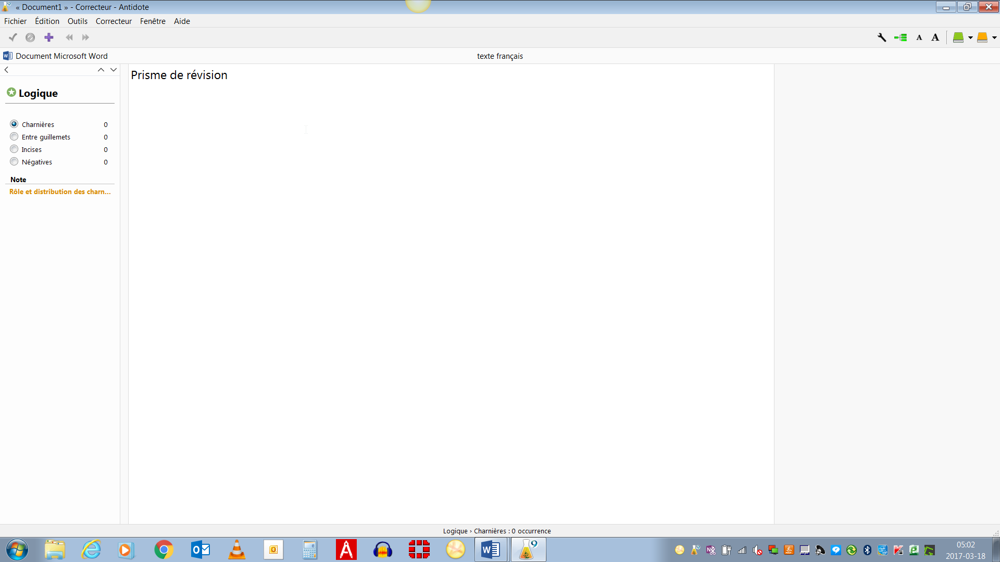 « Document1 » - Correcteur - Antidote
Fichier Édition Outils Correcteur Fenêtre Aide
A A
Document Microsoft Word
texte français
Prisme de révision
Logique
Charnières 0
Entre guillemets 0
Incises 0
Négatives 0
Note
Rôle et distribution des charn...
Logique › Charnières : 0 occurrence
05:02
2017-03-18